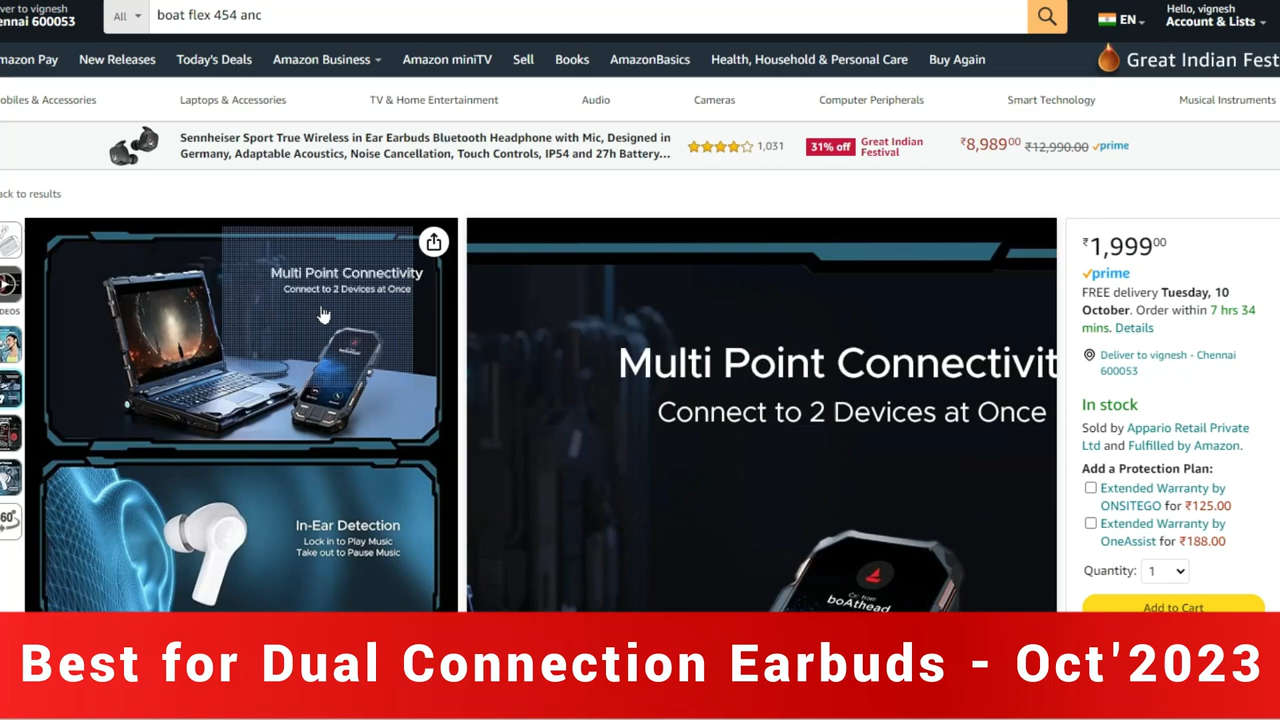 ver to vignesh
ennai 600053
All
boat flex 454 anc
EN
Hello, vignesh
Account & Lists
mazon Pay
New Releases
Today's Deals
Amazon Business
Amazon miniTV
Sell
Books
AmazonBasics
Health, Household & Personal Care
Buy Again
Great Indian Fest
obiles & Accessories
Laptops & Accessories
TV & Home Entertainment
Audio
Cameras
Computer Peripherals
Smart Technology
Musical Instruments
Sennheiser Sport True Wireless in Ear Earbuds Bluetooth Headphone with Mic, Designed in
Germany, Adaptable Acoustics, Noise Cancellation, Touch Controls, IP54 and 27h Battery...
1,031
31% off
Great Indian
Festival
₹8,98900 ₹12,990.00 prime
ack to results
DEOS
60°
Multi Point Connectivity
Connect to 2 Devices at Once
In-Ear Detection
Lock in to Play Music
Take out to Pause Music
Multi Point Connectivit
Connect to 2 Devices at Once
boAthead
₹1,99900
prime
FREE delivery Tuesday, 10
October. Order within 7 hrs 34
mins. Details
Deliver to vignesh - Chennai
600053
In stock
Sold by Appario Retail Private
Ltd and Fulfilled by Amazon.
Add a Protection Plan:
Extended Warranty by
ONSITEGO for ₹125.00
Extended Warranty by
OneAssist for ₹188.00
Quantity: 1
Add to Cart
Best for Dual Connection Earbuds - Oct'2023